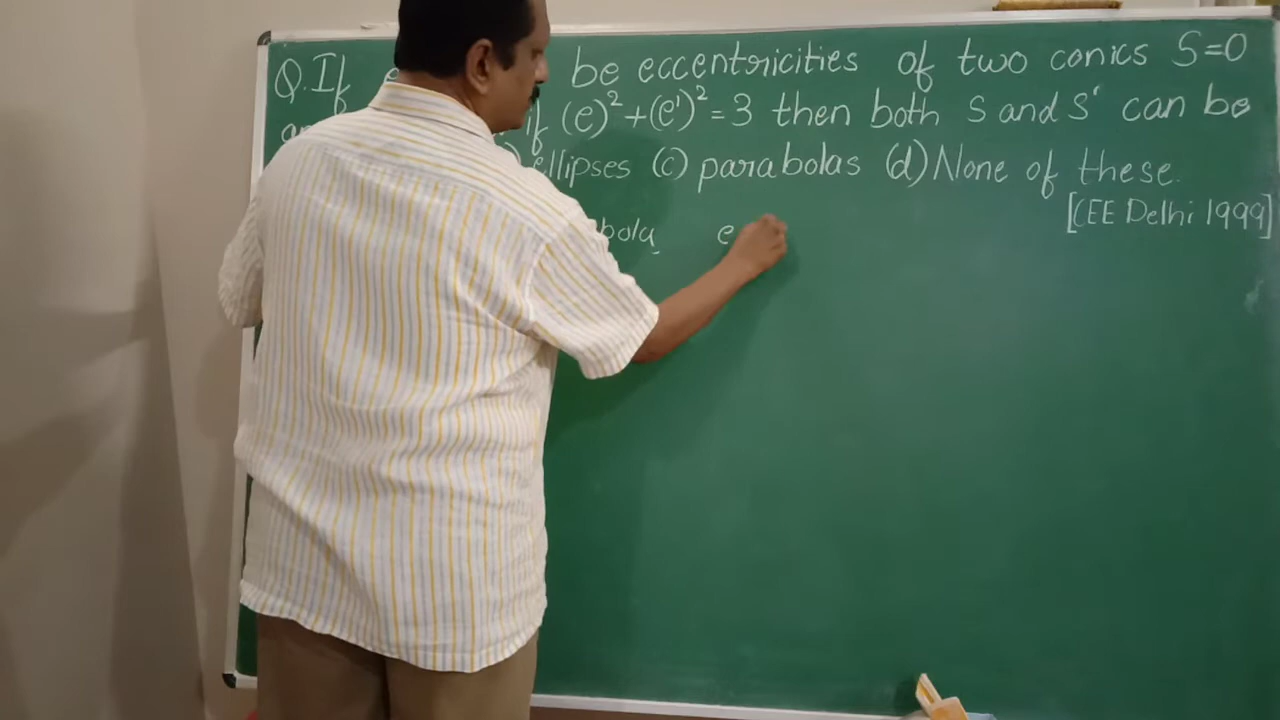 Q. If e be eccentricities of two conics S=0
if (e)²+(e')² = 3 then both S and S' can be
ellipses (c) parabolas (d) None of these.
[CEE Delhi 1999]
bola e